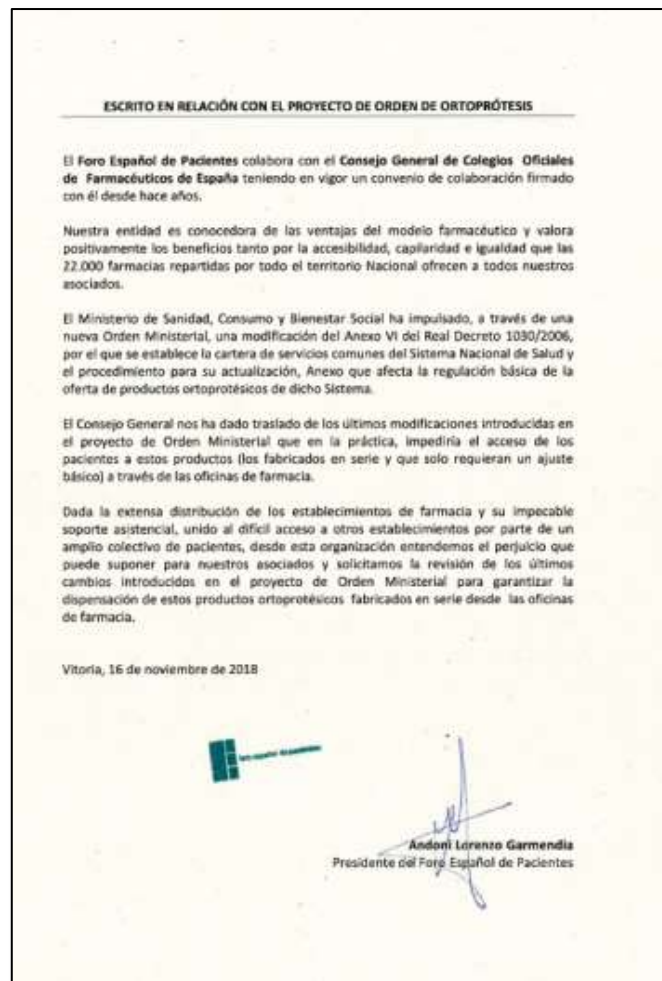 ESCRITO EN RELACIÓN CON EL PROYECTO DE ORDEN DE ORTOPRÓTESIS
El Foro Español de Pacientes colabora con el Consejo General de Colegios Oficiales
de Farmacéuticos de España teniendo en vigor un convenio de colaboración firmado
con él desde hace años.
Nuestra entidad es conocedora de las ventajas del modelo farmacéutico y valora
positivamente los beneficios tanto por la accesibilidad, capilaridad e igualdad que las
22.000 farmacias repartidas por todo el territorio Nacional ofrecen a todos nuestros
asociados.
El Ministerio de Sanidad, Consumo y Bienestar Social ha impulsado, a través de una
nueva Orden Ministerial, una modificación del Anexo VI del Real Decreto 1030/2006,
por el que se establece la cartera de servicios comunes del Sistema Nacional de Salud y
el procedimiento para su actualización, Anexo que afecta la regulación básica de la
oferta de productos ortoprotésicos de dicho Sistema.
El Consejo General nos ha dado traslado de los últimos modificaciones introducidas en
el proyecto de Orden Ministerial que en la práctica, impediría el acceso de los
pacientes a estos productos (los fabricados en serie y que solo requieran un ajuste
básico) a través de las oficinas de farmacia.
Dada la extensa distribución de los establecimientos de farmacia y su impecable
soporte asistencial, unido al difícil acceso a otros establecimientos por parte de un
amplio colectivo de pacientes, desde esta organización entendemos el perjuicio que
puede suponer para nuestros asociados y solicitamos la revisión de los últimos
cambios introducidos en el proyecto de Orden Ministerial para garantizar la
dispensación de estos productos ortoprotésicos fabricados en serie desde las oficinas
de farmacia.
Vitoria, 16 de noviembre de 2018
foro español de pacientes
Andoni Lorenzo Garmendia
Presidente del Foro Español de Pacientes